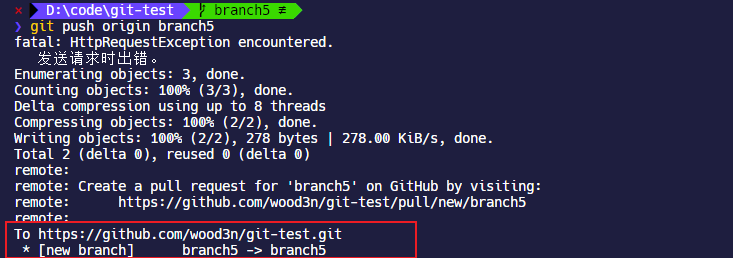 × D:\code\git-test branch5 ≢
❯ git push origin branch5
fatal: HttpRequestException encountered.
发送请求时出错。
Enumerating objects: 3, done.
Counting objects: 100% (3/3), done.
Delta compression using up to 8 threads
Compressing objects: 100% (2/2), done.
Writing objects: 100% (2/2), 278 bytes | 278.00 KiB/s, done.
Total 2 (delta 0), reused 0 (delta 0)
remote:
remote: Create a pull request for 'branch5' on GitHub by visiting:
remote:      https://github.com/wood3n/git-test/pull/new/branch5
remote:
To https://github.com/wood3n/git-test.git
* [new branch]      branch5 -> branch5